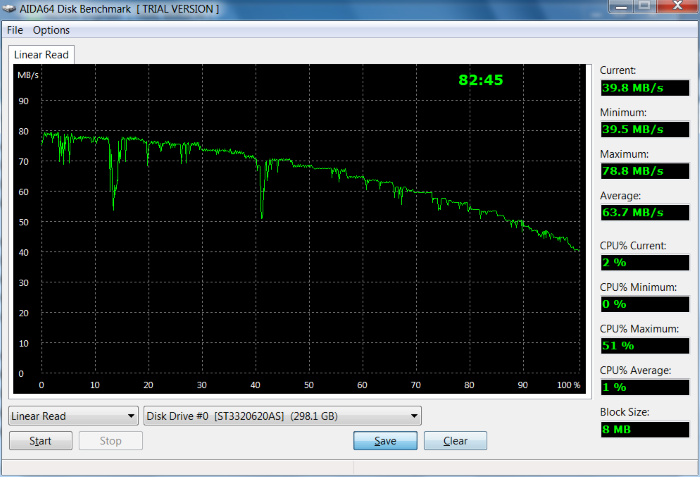 AIDA64 Disk Benchmark [ TRIAL VERSION ]
File Options
Linear Read
MB/s
82:45
90
80
70
60
50
40
30
20
10
0
0 10 20 30 40 50 60 70 80 90 100 %
Current:
39.8 MB/s
Minimum:
39.5 MB/s
Maximum:
78.8 MB/s
Average:
63.7 MB/s
CPU% Current:
2 %
CPU% Minimum:
0 %
CPU% Maximum:
51 %
CPU% Average:
1 %
Block Size:
8 MB
Linear Read Disk Drive #0 [ST3320620AS] (298.1 GB)
Start Stop Save Clear